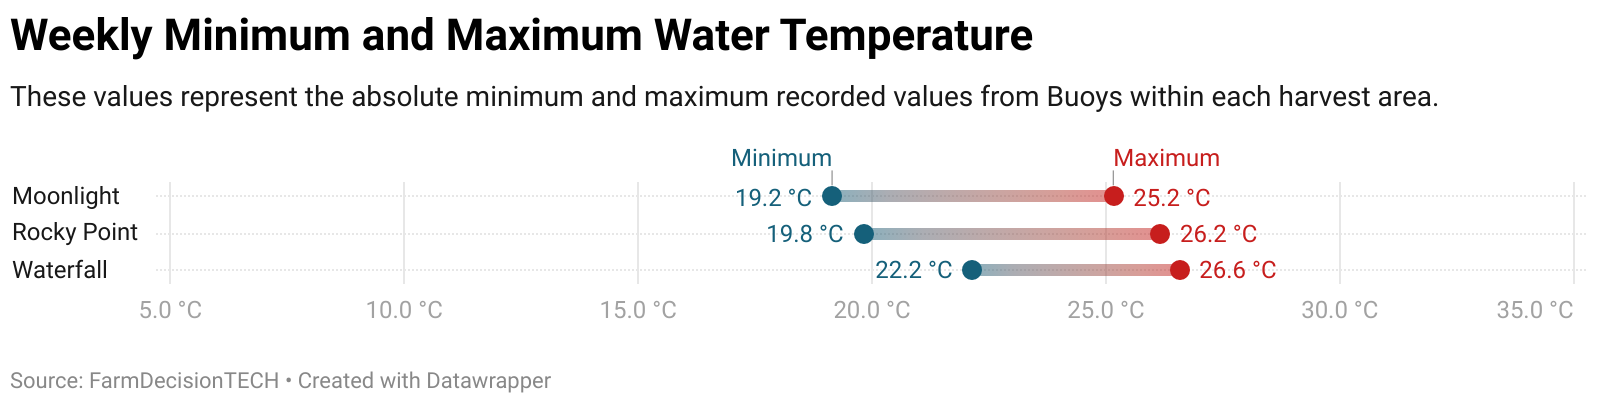 Weekly Minimum and Maximum Water Temperature
These values represent the absolute minimum and maximum recorded values from Buoys within each harvest area.
Minimum Maximum
Moonlight 19.2 °C 25.2 °C
Rocky Point 19.8 °C 26.2 °C
Waterfall 22.2 °C 26.6 °C
5.0 °C 10.0 °C 15.0 °C 20.0 °C 25.0 °C 30.0 °C 35.0 °C
Source: FarmDecisionTECH • Created with Datawrapper